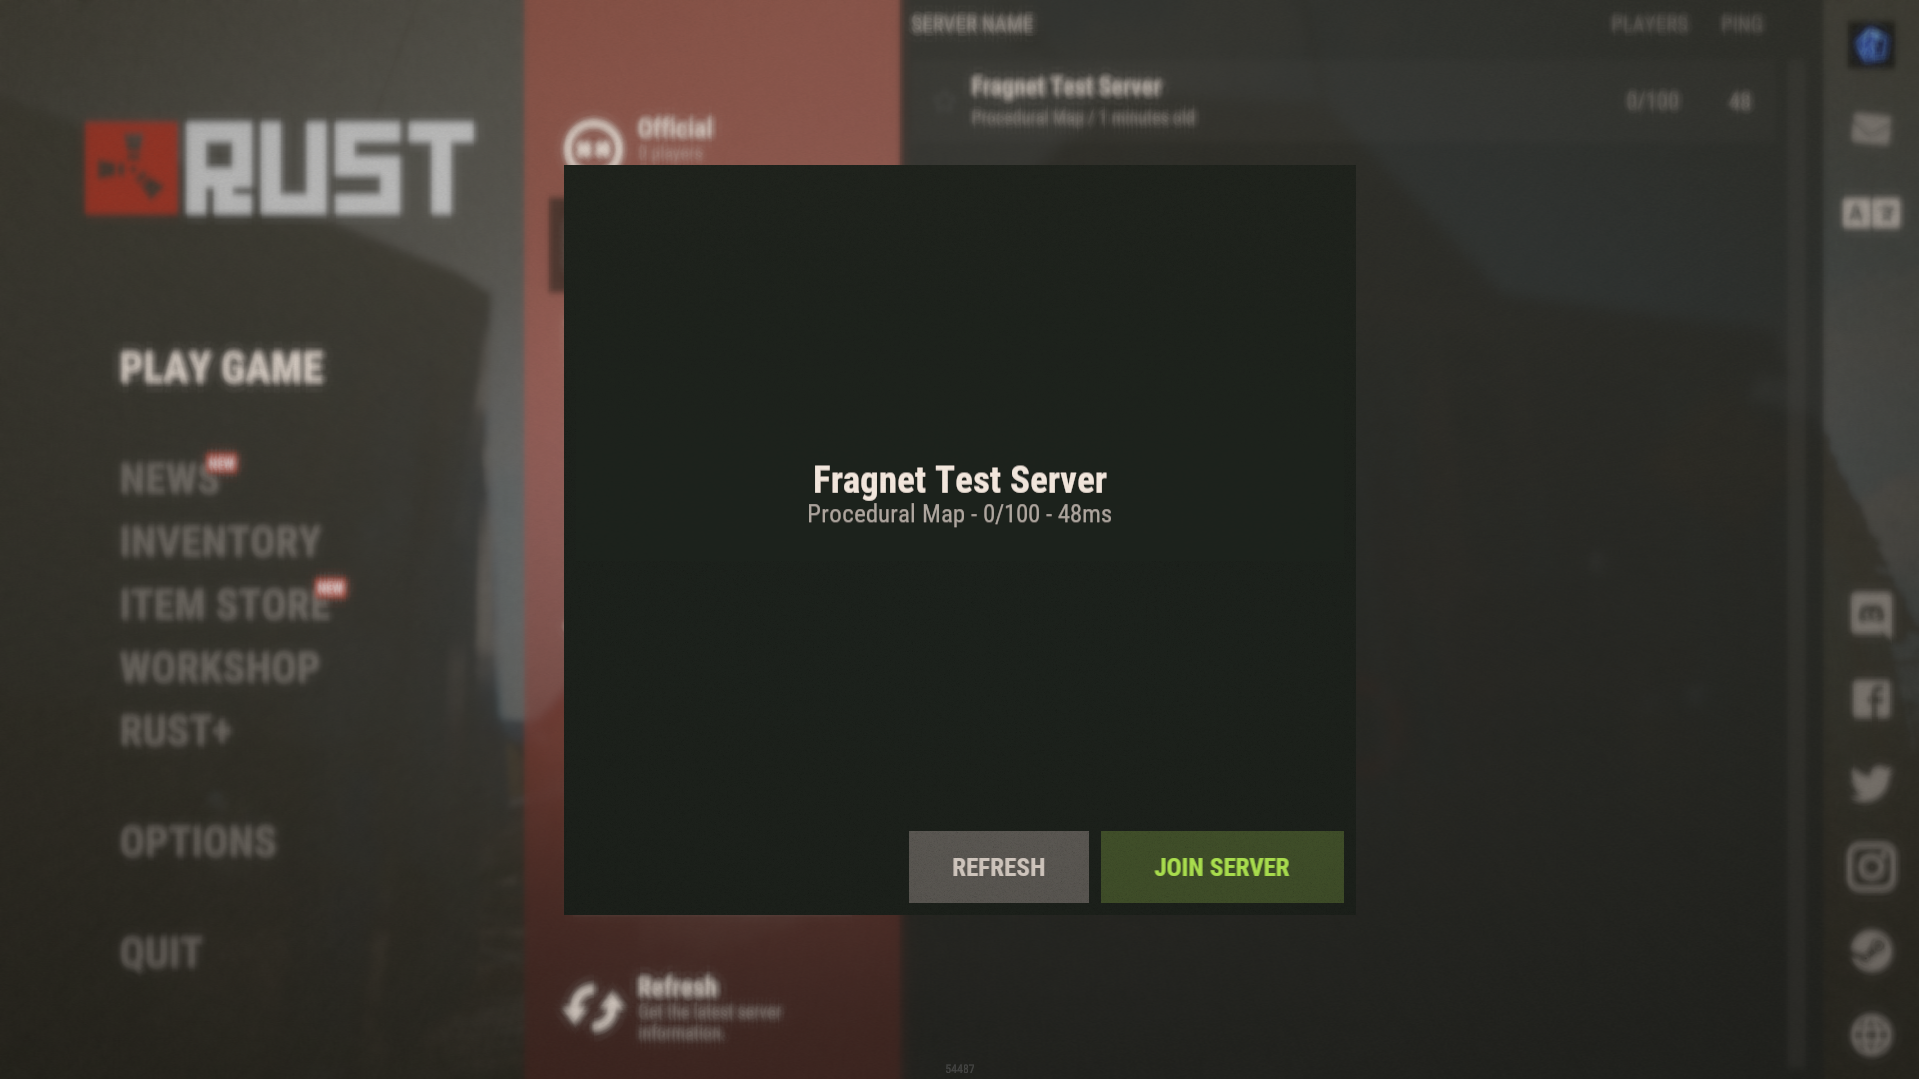 RUST
PLAY GAME
NEWS
NEW
INVENTORY
ITEM STORE
NEW
WORKSHOP
RUST+
OPTIONS
QUIT
Official
players
Refresh
Get the latest server
information.
SERVER NAME
PLAYERS
PING
Fragnet Test Server
Procedural Map / 1 minutes old
0/100
48
Fragnet Test Server
Procedural Map - 0/100 - 48ms
REFRESH
JOIN SERVER
54487